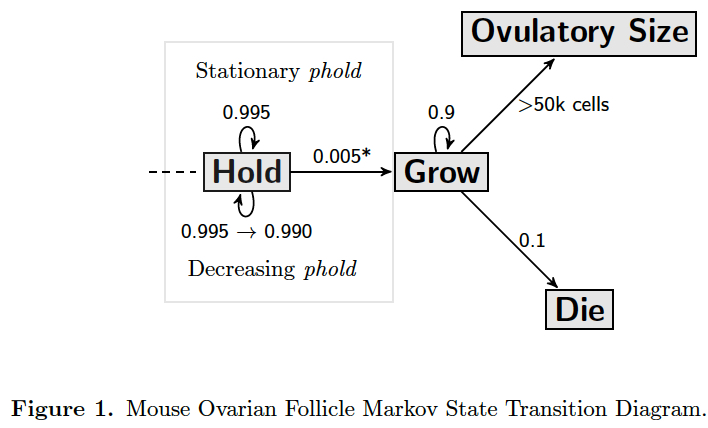 Ovulatory Size
Stationary phold
>50k cells
0.995
0.9
0.005*
Hold
Grow
0.995 → 0.990
0.1
Decreasing phold
Die
Figure 1. Mouse Ovarian Follicle Markov State Transition Diagram.